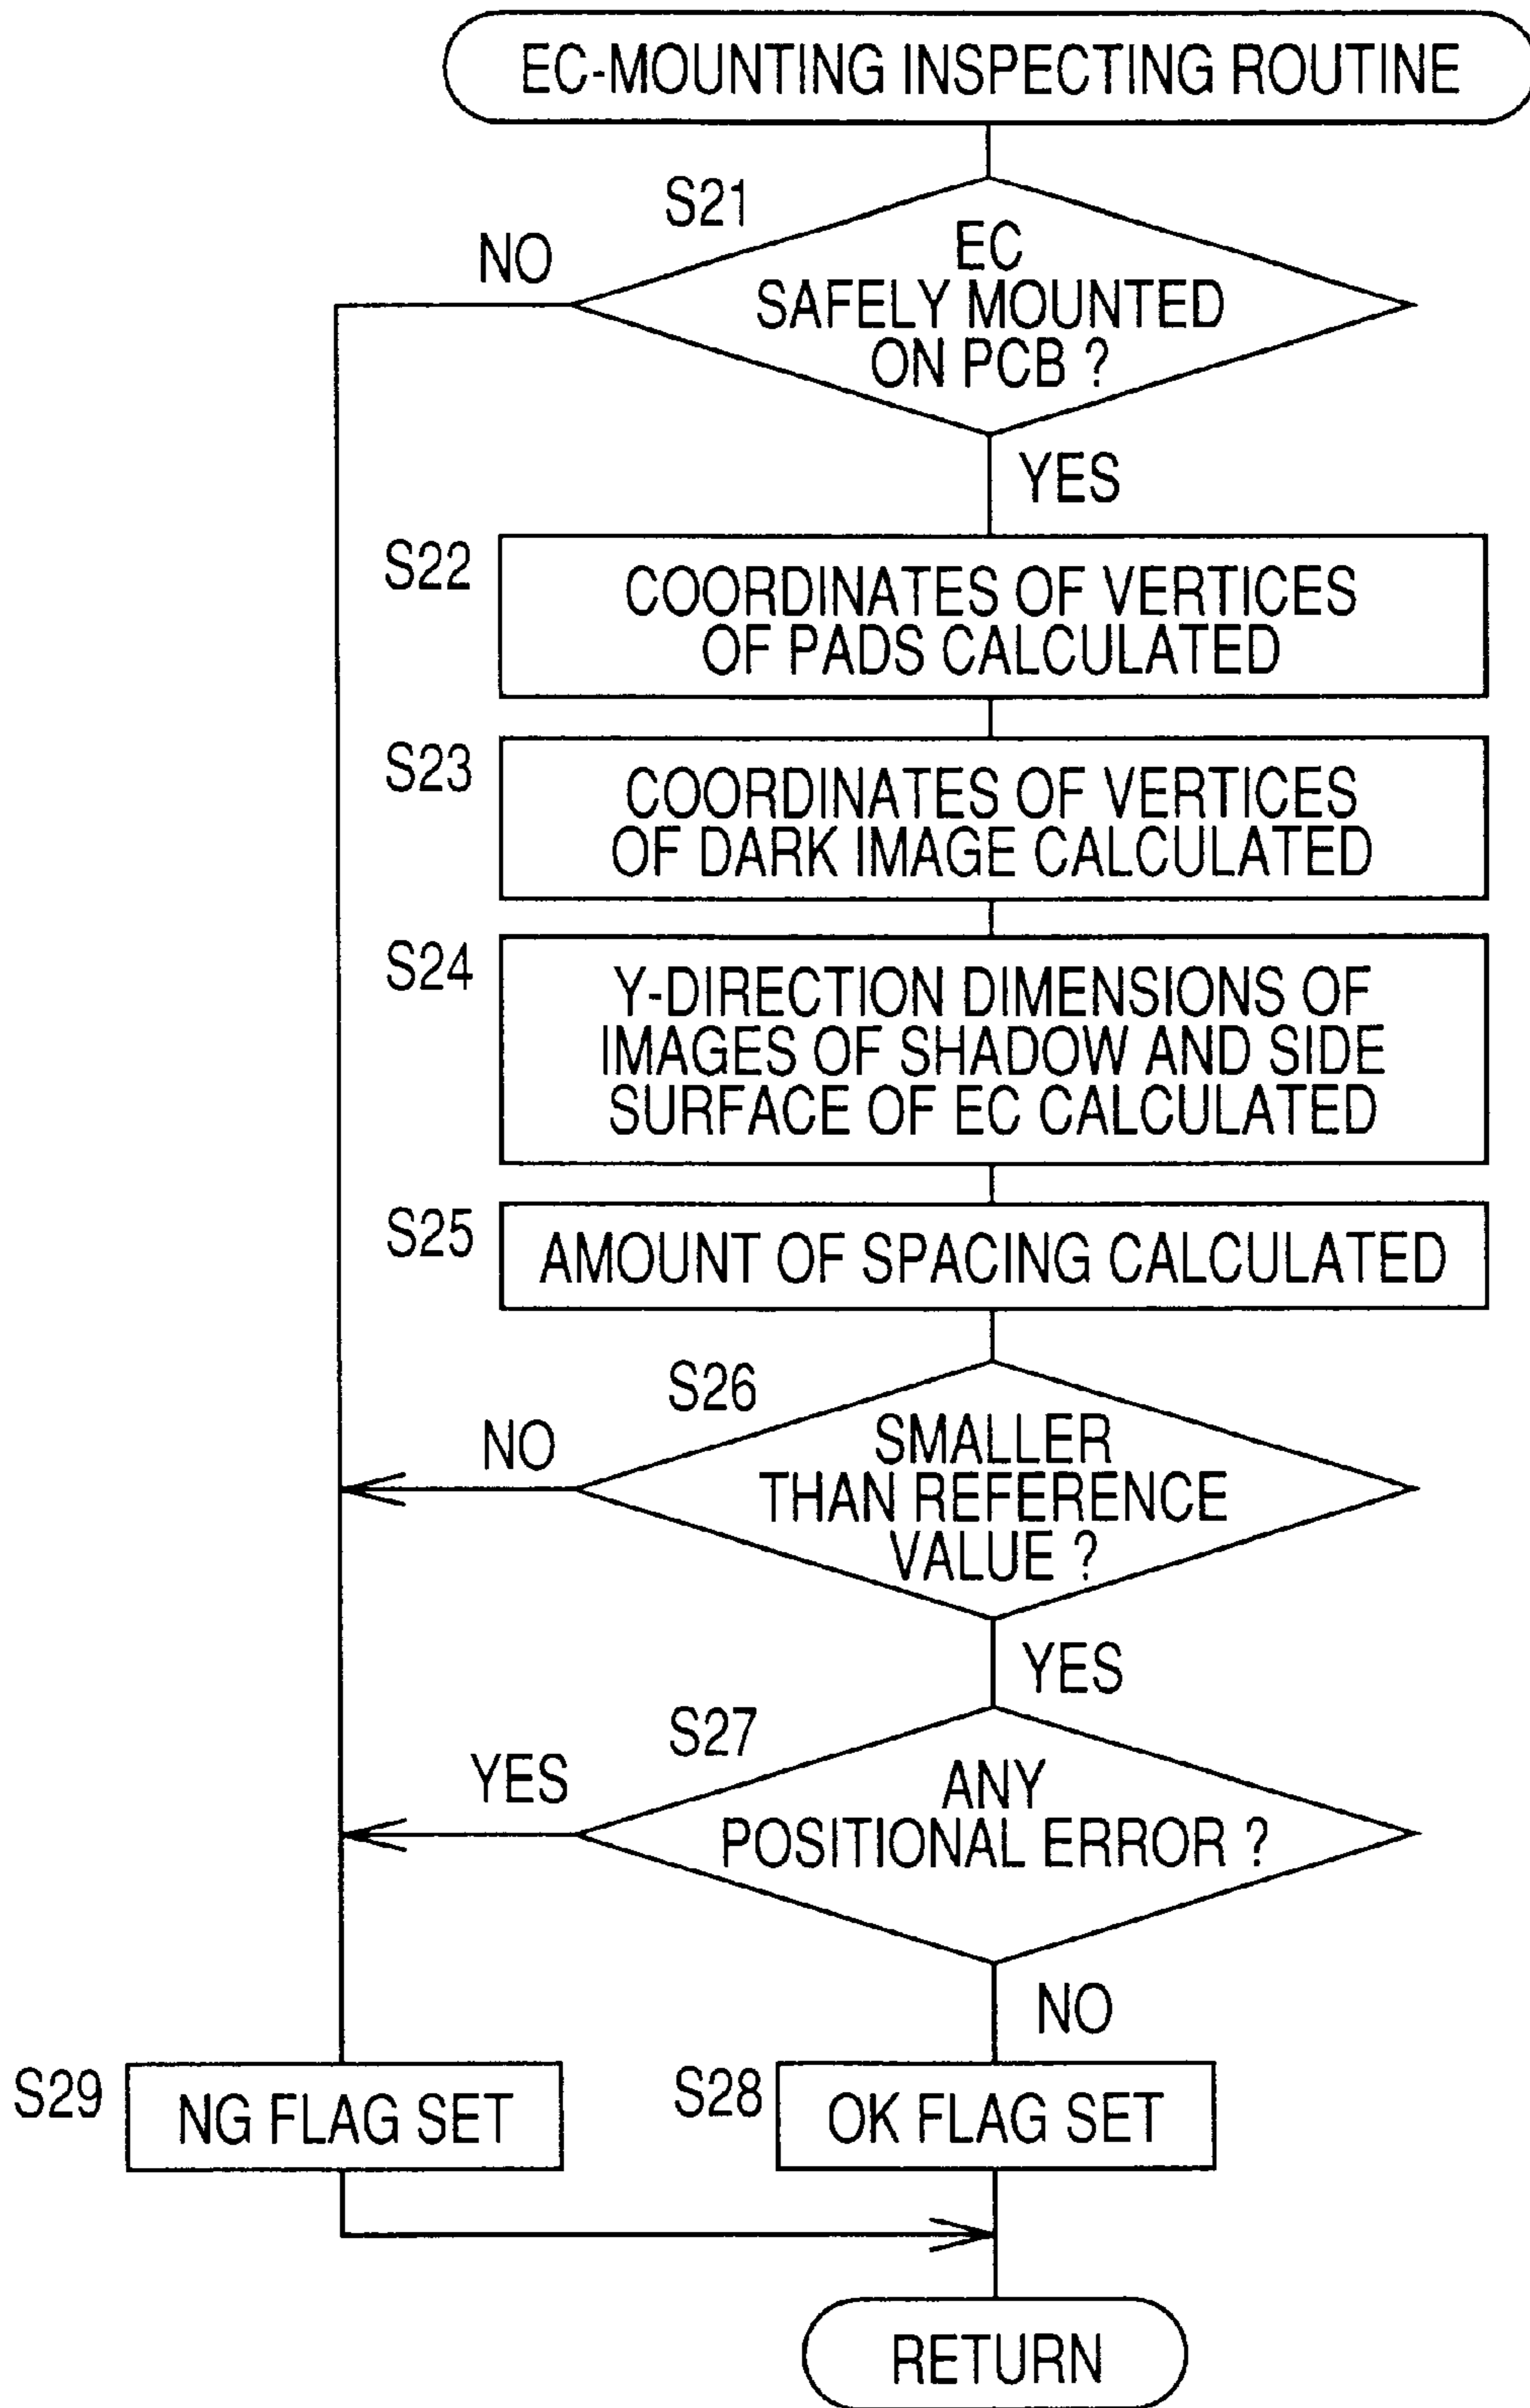 EC-MOUNTING INSPECTING ROUTINE
S21
NO
EC
SAFELY MOUNTED
ON PCB ?
YES
S22
COORDINATES OF VERTICES
OF PADS CALCULATED
S23
COORDINATES OF VERTICES
OF DARK IMAGE CALCULATED
S24
Y-DIRECTION DIMENSIONS OF
IMAGES OF SHADOW AND SIDE
SURFACE OF EC CALCULATED
S25
AMOUNT OF SPACING CALCULATED
S26
NO
SMALLER
THAN REFERENCE
VALUE ?
YES
S27
YES
ANY
POSITIONAL ERROR ?
NO
S29
NG FLAG SET
S28
OK FLAG SET
RETURN